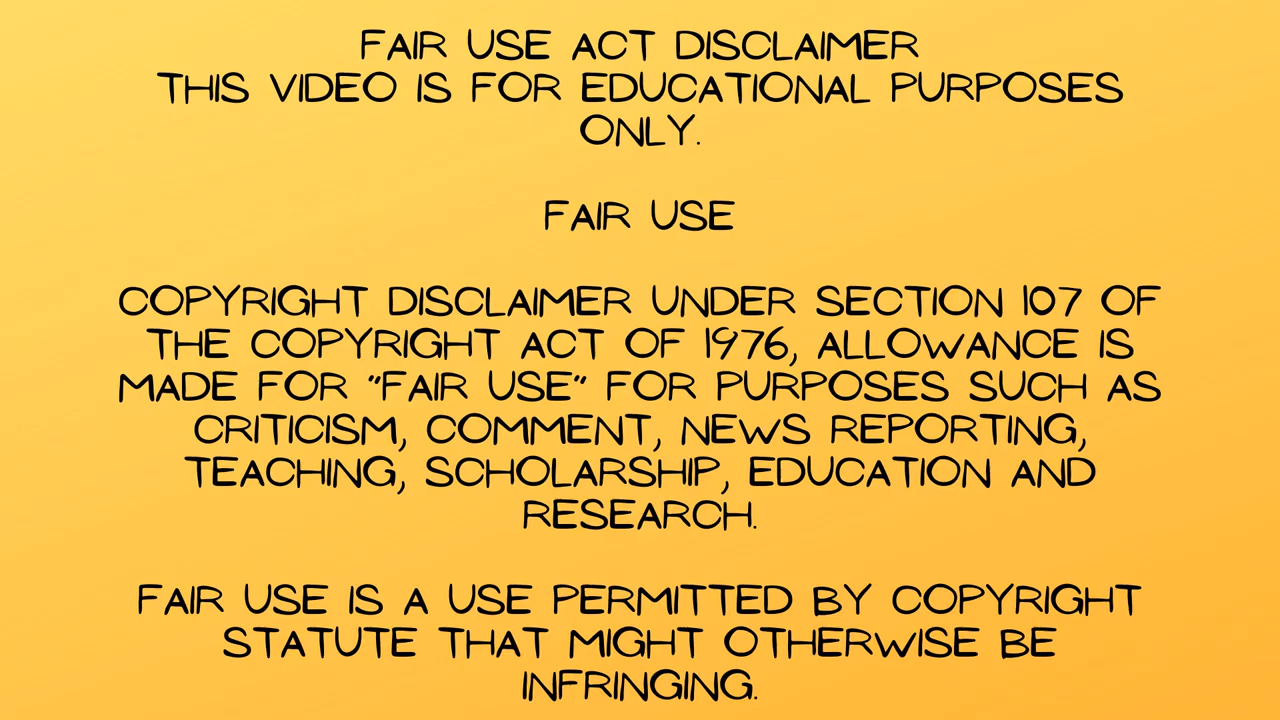 FAIR USE ACT DISCLAIMER
THIS VIDEO IS FOR EDUCATIONAL PURPOSES
ONLY.
FAIR USE
COPYRIGHT DISCLAIMER UNDER SECTION 107 OF
THE COPYRIGHT ACT OF 1976, ALLOWANCE IS
MADE FOR "FAIR USE" FOR PURPOSES SUCH AS
CRITICISM, COMMENT, NEWS REPORTING,
TEACHING, SCHOLARSHIP, EDUCATION AND
RESEARCH.
FAIR USE IS A USE PERMITTED BY COPYRIGHT
STATUTE THAT MIGHT OTHERWISE BE
INFRINGING.